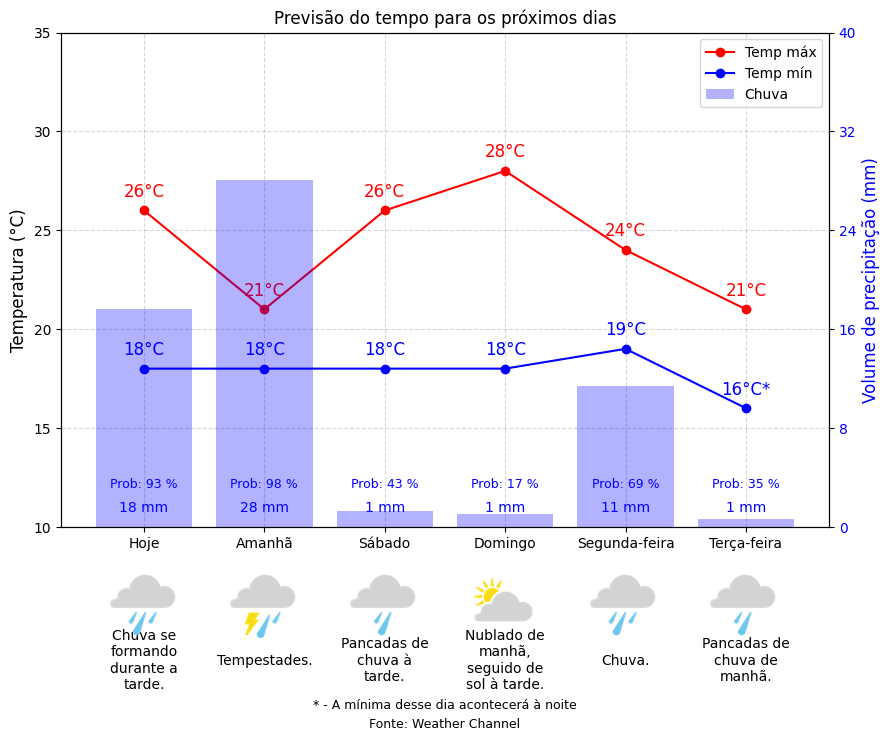 Previsão do tempo para os próximos dias
35
30
25
20
15
10
Temperatura (°C)
40
32
24
16
8
0
Volume de precipitação (mm)
Temp máx
Temp mín
Chuva
26°C
21°C
26°C
28°C
24°C
21°C
18°C
18°C
18°C
18°C
19°C
16°C*
Prob: 93 %
Prob: 98 %
Prob: 43 %
Prob: 17 %
Prob: 69 %
Prob: 35 %
18 mm
28 mm
1 mm
1 mm
11 mm
1 mm
Hoje
Amanhã
Sábado
Domingo
Segunda-feira
Terça-feira
Chuva se
formando
durante a
tarde.
Tempestades.
Pancadas de
chuva à
tarde.
Nublado de
manhã,
seguido de
sol à tarde.
Chuva.
Pancadas de
chuva de
manhã.
* - A mínima desse dia acontecerá à noite
Fonte: Weather Channel